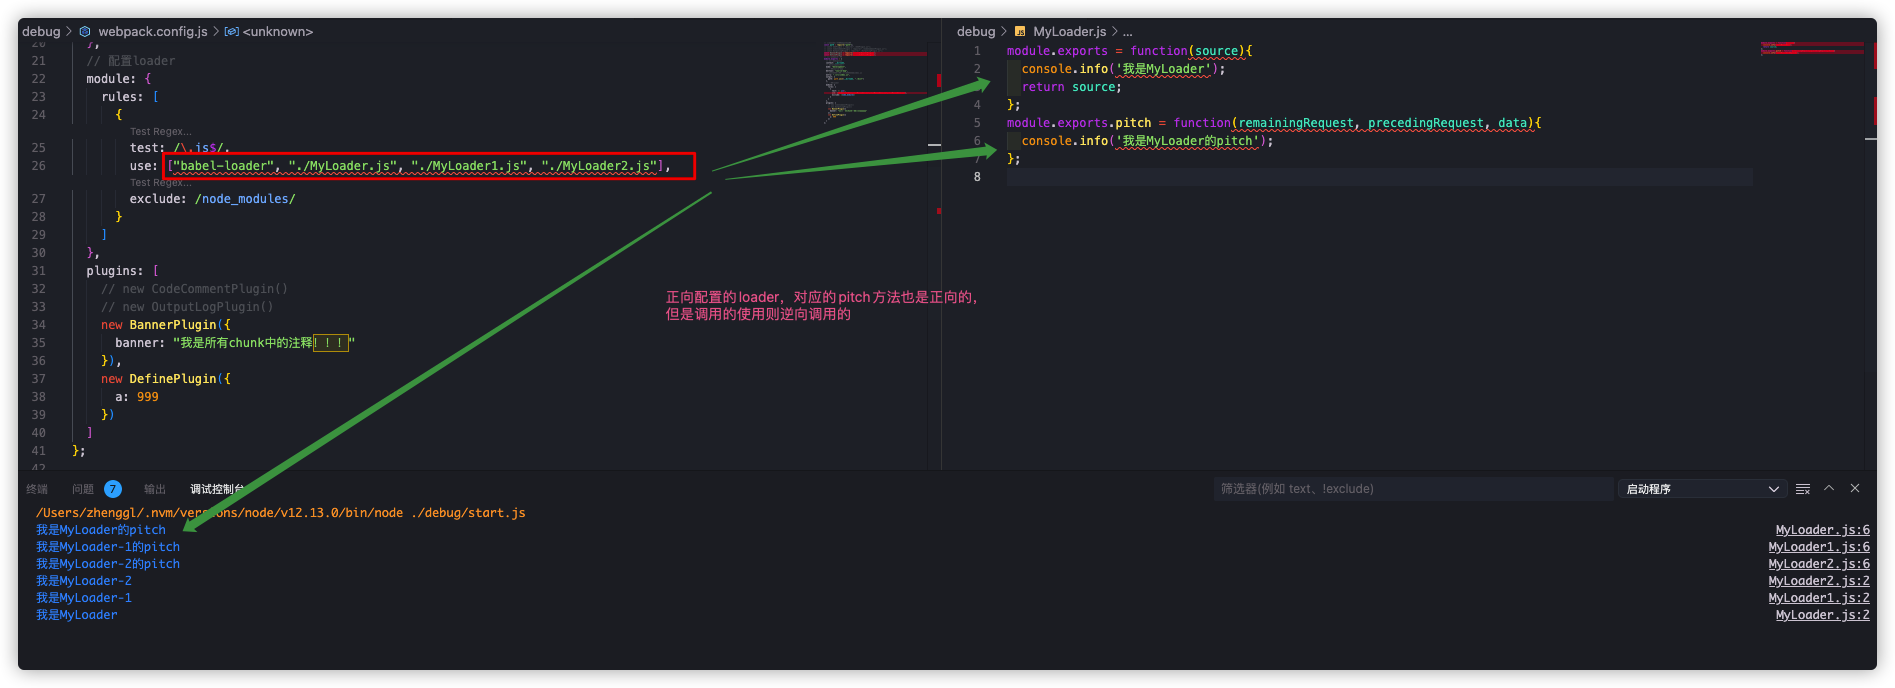 debug > webpack.config.js > <unknown>
20 },
21 // 配置loader
22 module: {
23 rules: [
24 {
Test Regex...
25 test: /\.js$/,
26 use: ["babel-loader", "./MyLoader.js", "./MyLoader1.js", "./MyLoader2.js"],
Test Regex...
27 exclude: /node_modules/
28 }
29 ]
30 },
31 plugins: [
32 // new CodeCommentPlugin()
33 // new OutputLogPlugin()
34 new BannerPlugin({
35 banner: "我是所有chunk中的注释！！！"
36 }),
37 new DefinePlugin({
38 a: 999
39 })
40 ]
41 };
42
debug > MyLoader.js > ...
1 module.exports = function(source){
2 console.info('我是MyLoader');
return source;
4 };
5 module.exports.pitch = function(remainingRequest, precedingRequest, data){
6 console.info('我是MyLoader的pitch');
7 };
8
正向配置的loader，对应的pitch方法也是正向的，
但是调用的使用则逆向调用的
终端 问题 7 输出 调试控制台 筛选器(例如 text、!exclude) 启动程序
/Users/zhenggl/.nvm/versions/node/v12.13.0/bin/node ./debug/start.js
我是MyLoader的pitch MyLoader.js:6
我是MyLoader-1的pitch MyLoader1.js:6
我是MyLoader-2的pitch MyLoader2.js:6
我是MyLoader-2 MyLoader2.js:2
我是MyLoader-1 MyLoader1.js:2
我是MyLoader MyLoader.js:2